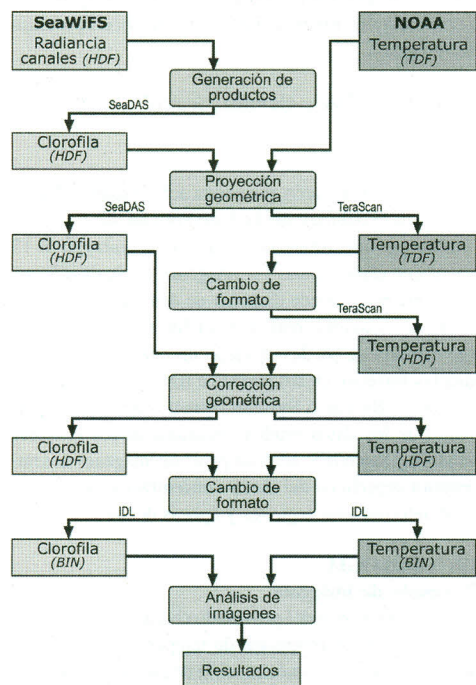 SeaWiFS
Radiancia
canales (HDF)
NOAA
Temperatura
(TDF)
Generación de
productos
SeaDAS
Clorofila
(HDF)
Proyección
geométrica
SeaDAS
TeraScan
Clorofila
(HDF)
Temperatura
(TDF)
Cambio de
formato
TeraScan
Temperatura
(HDF)
Corrección
geométrica
Clorofila
(HDF)
Temperatura
(HDF)
Cambio de
formato
IDL
IDL
Clorofila
(BIN)
Temperatura
(BIN)
Análisis de
imágenes
Resultados